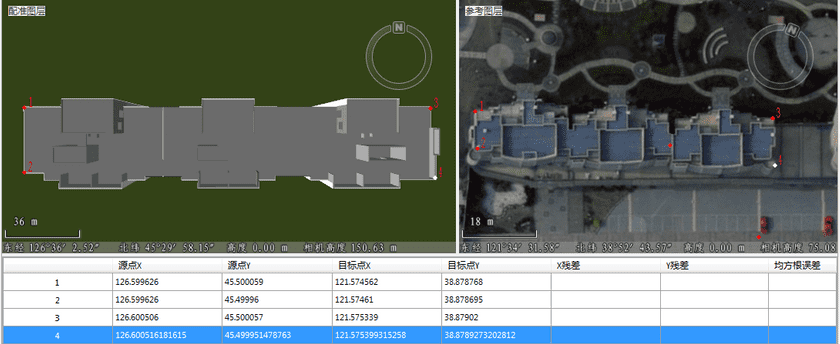 配准图层
N
1
3
2
36 m
东经 126°36' 2.52" 北纬 45°29' 58.15" 高度 0.00 m 相机高度 150.63 m
参考图层
N
1
3
18 m
东经 121°34' 31.58" 北纬 38°52' 43.57" 高度 0.00 m 相机高度 75.08
源点X 源点Y 目标点X 目标点Y X残差 Y残差 均方根误差
1 126.599626 45.500059 121.574562 38.878768
2 126.599626 45.49996 121.57461 38.878695
3 126.600506 45.500057 121.575339 38.87902
4 126.600516181615 45.499951478763 121.575399315258 38.8789273202812